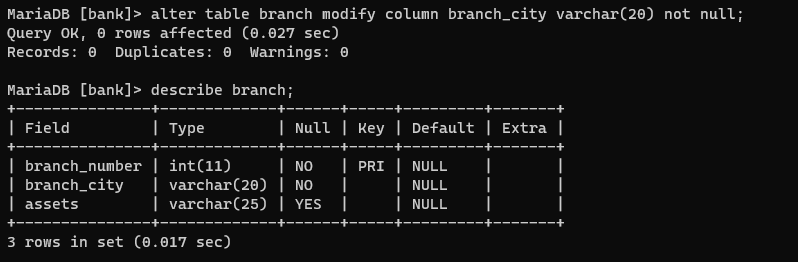 MariaDB [bank]> alter table branch modify column branch_city varchar(20) not null;
Query OK, 0 rows affected (0.027 sec)
Records: 0  Duplicates: 0  Warnings: 0

MariaDB [bank]> describe branch;
+---------------+-------------+------+-----+---------+-------+
| Field         | Type        | Null | Key | Default | Extra |
+---------------+-------------+------+-----+---------+-------+
| branch_number | int(11)     | NO   | PRI | NULL    |       |
| branch_city   | varchar(20) | NO   |     | NULL    |       |
| assets        | varchar(25) | YES  |     | NULL    |       |
+---------------+-------------+------+-----+---------+-------+
3 rows in set (0.017 sec)